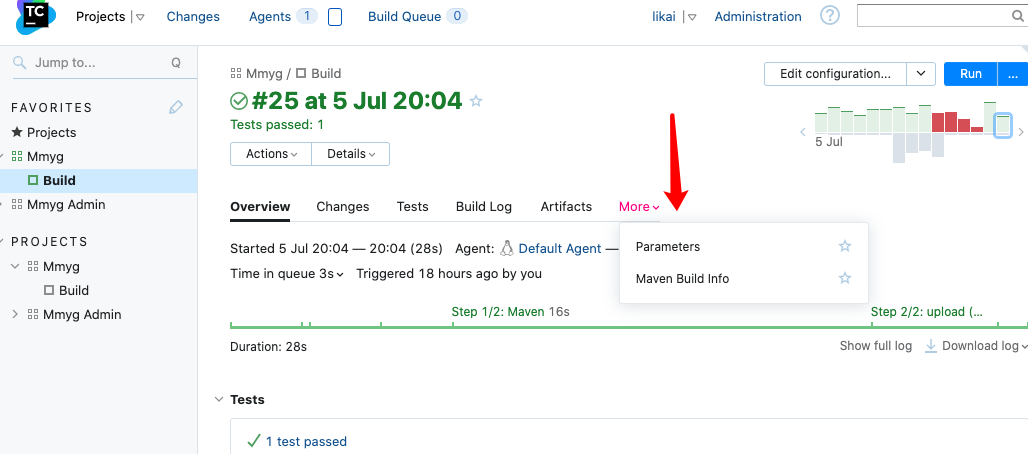 TC
Projects
Changes
Agents 1
Build Queue 0
likai
Administration
?
Jump to... Q
FAVORITES
Projects
Mmyg
Build
Mmyg Admin
PROJECTS
Mmyg
Build
Mmyg Admin
Mmyg / Build
Edit configuration...
Run ...
#25 at 5 Jul 20:04
Tests passed: 1
5 Jul
Actions
Details
Overview Changes Tests Build Log Artifacts More
Parameters
Maven Build Info
Started 5 Jul 20:04 — 20:04 (28s) Agent: Default Agent —
Time in queue 3s Triggered 18 hours ago by you
Step 1/2: Maven 16s
Step 2/2: upload (...
Duration: 28s
Show full log Download log
Tests
1 test passed